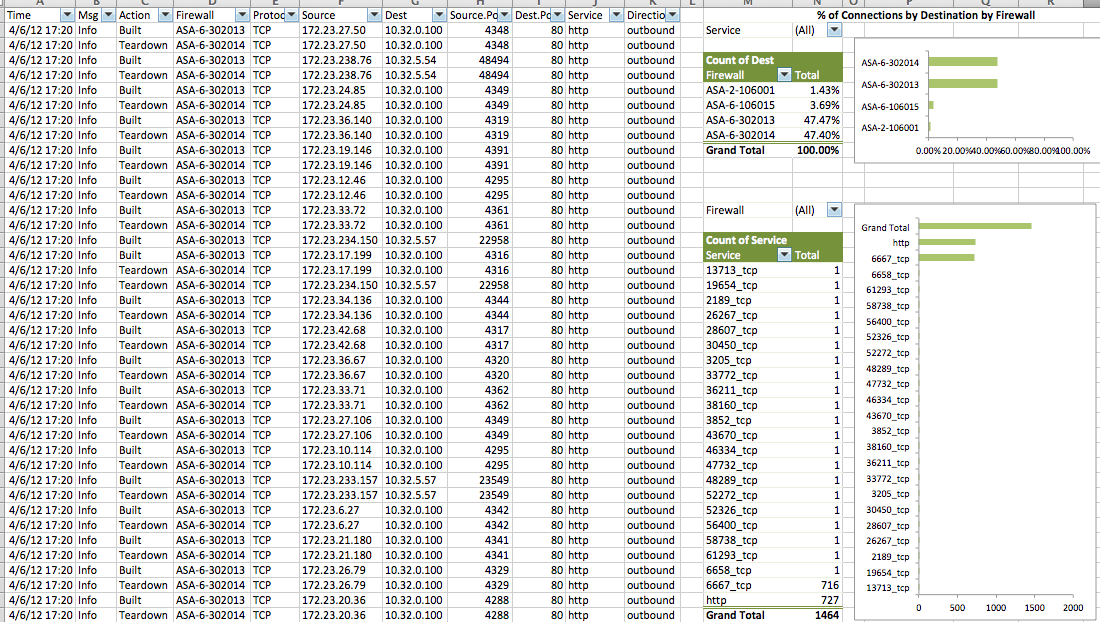 Time Msg Action Firewall Protoc Source Dest Source.Po Dest.Po Service Directio
4/6/12 17:20 Info Built ASA-6-302013 TCP 172.23.27.50 10.32.0.100 4348 80 http outbound
4/6/12 17:20 Info Teardown ASA-6-302014 TCP 172.23.27.50 10.32.0.100 4348 80 http outbound
4/6/12 17:20 Info Built ASA-6-302013 TCP 172.23.238.76 10.32.5.54 48494 80 http outbound
4/6/12 17:20 Info Teardown ASA-6-302014 TCP 172.23.238.76 10.32.5.54 48494 80 http outbound
4/6/12 17:20 Info Built ASA-6-302013 TCP 172.23.24.85 10.32.0.100 4349 80 http outbound
4/6/12 17:20 Info Teardown ASA-6-302014 TCP 172.23.24.85 10.32.0.100 4349 80 http outbound
4/6/12 17:20 Info Built ASA-6-302013 TCP 172.23.36.140 10.32.0.100 4319 80 http outbound
4/6/12 17:20 Info Teardown ASA-6-302014 TCP 172.23.36.140 10.32.0.100 4319 80 http outbound
4/6/12 17:20 Info Built ASA-6-302013 TCP 172.23.19.146 10.32.0.100 4391 80 http outbound
4/6/12 17:20 Info Teardown ASA-6-302014 TCP 172.23.19.146 10.32.0.100 4391 80 http outbound
4/6/12 17:20 Info Built ASA-6-302013 TCP 172.23.12.46 10.32.0.100 4295 80 http outbound
4/6/12 17:20 Info Teardown ASA-6-302014 TCP 172.23.12.46 10.32.0.100 4295 80 http outbound
4/6/12 17:20 Info Built ASA-6-302013 TCP 172.23.33.72 10.32.0.100 4361 80 http outbound
4/6/12 17:20 Info Teardown ASA-6-302014 TCP 172.23.33.72 10.32.0.100 4361 80 http outbound
4/6/12 17:20 Info Built ASA-6-302013 TCP 172.23.234.150 10.32.5.57 22958 80 http outbound
4/6/12 17:20 Info Built ASA-6-302013 TCP 172.23.17.199 10.32.0.100 4316 80 http outbound
4/6/12 17:20 Info Teardown ASA-6-302014 TCP 172.23.17.199 10.32.0.100 4316 80 http outbound
4/6/12 17:20 Info Teardown ASA-6-302014 TCP 172.23.234.150 10.32.5.57 22958 80 http outbound
4/6/12 17:20 Info Built ASA-6-302013 TCP 172.23.34.136 10.32.0.100 4344 80 http outbound
4/6/12 17:20 Info Teardown ASA-6-302014 TCP 172.23.34.136 10.32.0.100 4344 80 http outbound
4/6/12 17:20 Info Built ASA-6-302013 TCP 172.23.42.68 10.32.0.100 4317 80 http outbound
4/6/12 17:20 Info Teardown ASA-6-302014 TCP 172.23.42.68 10.32.0.100 4317 80 http outbound
4/6/12 17:20 Info Built ASA-6-302013 TCP 172.23.36.67 10.32.0.100 4320 80 http outbound
4/6/12 17:20 Info Teardown ASA-6-302014 TCP 172.23.36.67 10.32.0.100 4320 80 http outbound
4/6/12 17:20 Info Built ASA-6-302013 TCP 172.23.33.71 10.32.0.100 4362 80 http outbound
4/6/12 17:20 Info Teardown ASA-6-302014 TCP 172.23.33.71 10.32.0.100 4362 80 http outbound
4/6/12 17:20 Info Built ASA-6-302013 TCP 172.23.27.106 10.32.0.100 4349 80 http outbound
4/6/12 17:20 Info Teardown ASA-6-302014 TCP 172.23.27.106 10.32.0.100 4349 80 http outbound
4/6/12 17:20 Info Built ASA-6-302013 TCP 172.23.10.114 10.32.0.100 4295 80 http outbound
4/6/12 17:20 Info Teardown ASA-6-302014 TCP 172.23.10.114 10.32.0.100 4295 80 http outbound
4/6/12 17:20 Info Built ASA-6-302013 TCP 172.23.233.157 10.32.5.57 23549 80 http outbound
4/6/12 17:20 Info Teardown ASA-6-302014 TCP 172.23.233.157 10.32.5.57 23549 80 http outbound
4/6/12 17:20 Info Built ASA-6-302013 TCP 172.23.6.27 10.32.0.100 4342 80 http outbound
4/6/12 17:20 Info Teardown ASA-6-302014 TCP 172.23.6.27 10.32.0.100 4342 80 http outbound
4/6/12 17:20 Info Built ASA-6-302013 TCP 172.23.21.180 10.32.0.100 4341 80 http outbound
4/6/12 17:20 Info Teardown ASA-6-302014 TCP 172.23.21.180 10.32.0.100 4341 80 http outbound
4/6/12 17:20 Info Built ASA-6-302013 TCP 172.23.26.79 10.32.0.100 4329 80 http outbound
4/6/12 17:20 Info Teardown ASA-6-302014 TCP 172.23.26.79 10.32.0.100 4329 80 http outbound
4/6/12 17:20 Info Built ASA-6-302013 TCP 172.23.20.36 10.32.0.100 4288 80 http outbound
4/6/12 17:20 Info Teardown ASA-6-302014 TCP 172.23.20.36 10.32.0.100 4288 80 http outbound
Service (All)
Count of Dest
Firewall Total
ASA-2-106001 1.43%
ASA-6-106015 3.69%
ASA-6-302013 47.47%
ASA-6-302014 47.40%
Grand Total 100.00%
Firewall (All)
Count of Service
Service Total
13713_tcp 1
19654_tcp 1
2189_tcp 1
26267_tcp 1
28607_tcp 1
30450_tcp 1
3205_tcp 1
33772_tcp 1
36211_tcp 1
38160_tcp 1
3852_tcp 1
43670_tcp 1
46334_tcp 1
47732_tcp 1
48289_tcp 1
52272_tcp 1
52326_tcp 1
56400_tcp 1
58738_tcp 1
61293_tcp 1
6658_tcp 1
6667_tcp 716
http 727
Grand Total 1464
% of Connections by Destination by Firewall
ASA-6-302014
ASA-6-302013
ASA-6-106015
ASA-2-106001
0.00% 20.00% 40.00% 60.00% 80.00% 100.00%
Grand Total
http
6667_tcp
6658_tcp
61293_tcp
58738_tcp
56400_tcp
52326_tcp
52272_tcp
48289_tcp
47732_tcp
46334_tcp
43670_tcp
3852_tcp
38160_tcp
36211_tcp
33772_tcp
3205_tcp
30450_tcp
28607_tcp
26267_tcp
2189_tcp
19654_tcp
13713_tcp
0 500 1000 1500 2000